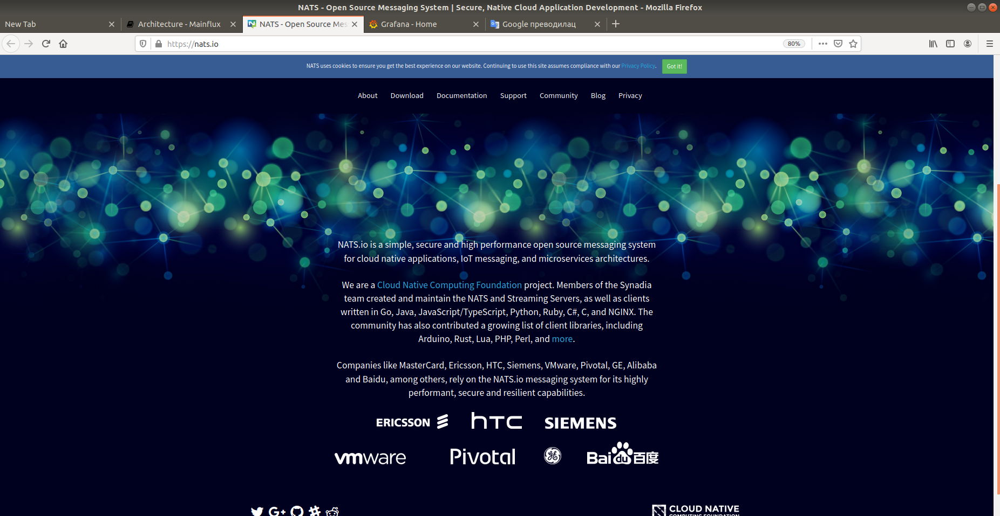 NATS - Open Source Messaging System | Secure, Native Cloud Application Development - Mozilla Firefox
New Tab
Architecture - Mainflux
NATS - Open Source Mes
Grafana - Home
Google преводилац
https://nats.io
80%
NATS uses cookies to ensure you get the best experience on our website. Continuing to use this site assumes compliance with our Privacy Policy.
Got it!
About Download Documentation Support Community Blog Privacy
NATS.io is a simple, secure and high performance open source messaging system
for cloud native applications, IoT messaging, and microservices architectures.
We are a Cloud Native Computing Foundation project. Members of the Synadia
team created and maintain the NATS and Streaming Servers, as well as clients
written in Go, Java, JavaScript/TypeScript, Python, Ruby, C#, C, and NGINX. The
community has also contributed a growing list of client libraries, including
Arduino, Rust, Lua, PHP, Perl, and more.
Companies like MasterCard, Ericsson, HTC, Siemens, VMware, Pivotal, GE, Alibaba
and Baidu, among others, rely on the NATS.io messaging system for its highly
performant, secure and resilient capabilities.
ERICSSON hTC SIEMENS
vmware Pivotal GE Bai du 百度
G+
CLOUD NATIVE
COMPUTING FOUNDATION